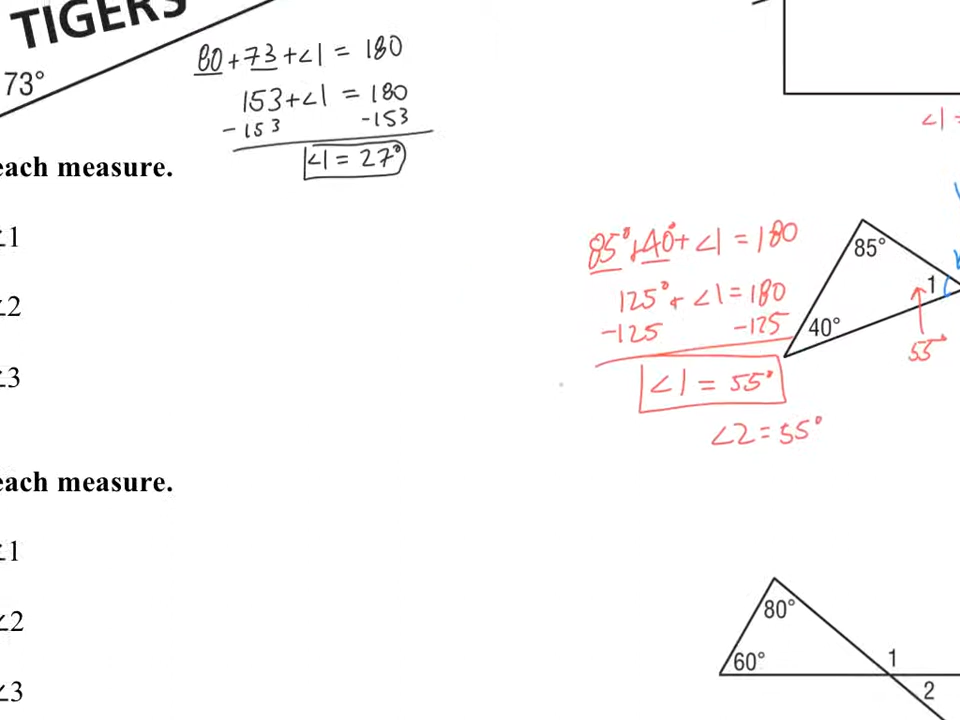 TIGERS
73°
80 + 73 + ∠1 = 180
153 + ∠1 = 180
-153 -153
∠1 = 27°
each measure.
∠1
∠2
∠3
∠1 =
85° + 40° + ∠1 = 180
125° + ∠1 = 180
-125 -125
∠1 = 55°
∠2 = 55°
85°
1
40°
55°
each measure.
∠1
∠2
∠3
80°
60°
1
2